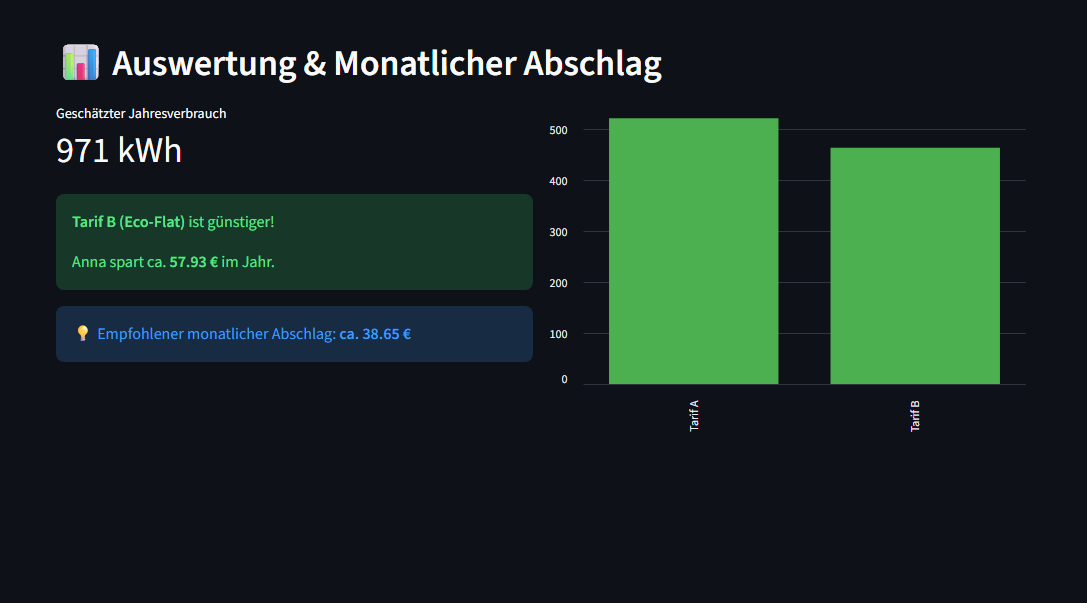 Auswertung & Monatlicher Abschlag
Geschätzter Jahresverbrauch
971 kWh
Tarif B (Eco-Flat) ist günstiger!
Anna spart ca. 57.93 € im Jahr.
Empfohlener monatlicher Abschlag: ca. 38.65 €
500
400
300
200
100
0
Tarif A
Tarif B